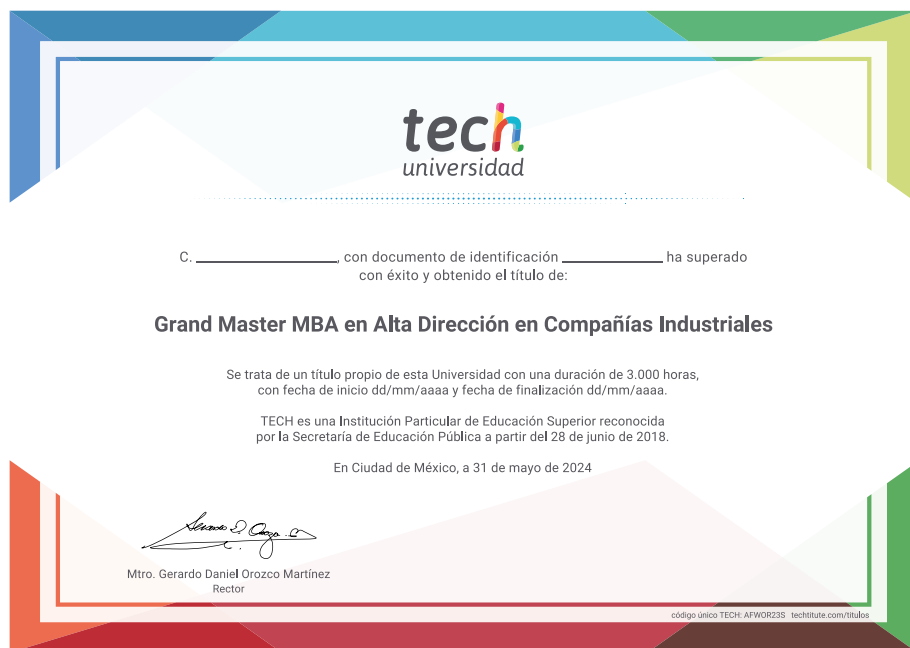 tech
universidad
C. ____________________, con documento de identificación ______________ ha superado
con éxito y obtenido el título de:
Grand Master MBA en Alta Dirección en Compañías Industriales
Se trata de un título propio de esta Universidad con una duración de 3.000 horas,
con fecha de inicio dd/mm/aaaa y fecha de finalización dd/mm/aaaa.
TECH es una Institución Particular de Educación Superior reconocida
por la Secretaría de Educación Pública a partir del 28 de junio de 2018.
En Ciudad de México, a 31 de mayo de 2024
Mtro. Gerardo Daniel Orozco Martínez
Rector
código único TECH: AFWOR23S techtitute.com/titulos